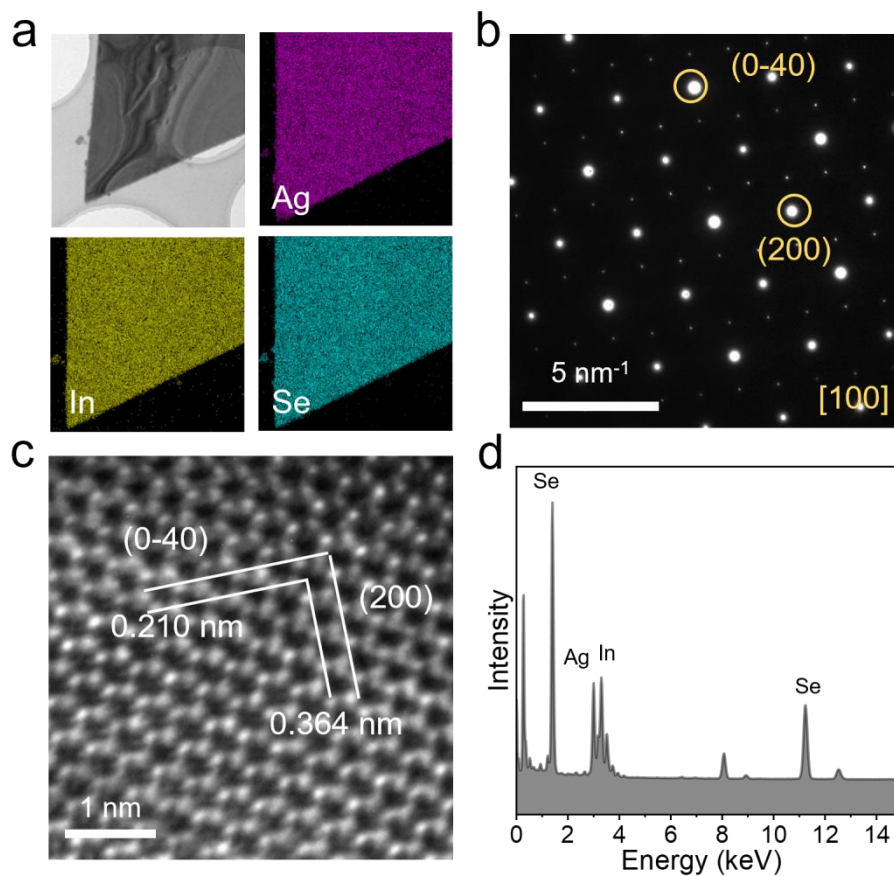 a
Ag
In
Se
b
(0-40)
(200)
5 nm⁻¹
[100]
c
(0-40)
(200)
0.210 nm
0.364 nm
1 nm
d
Se
Ag
In
Se
Intensity
0 2 4 6 8 10 12 14
Energy (keV)